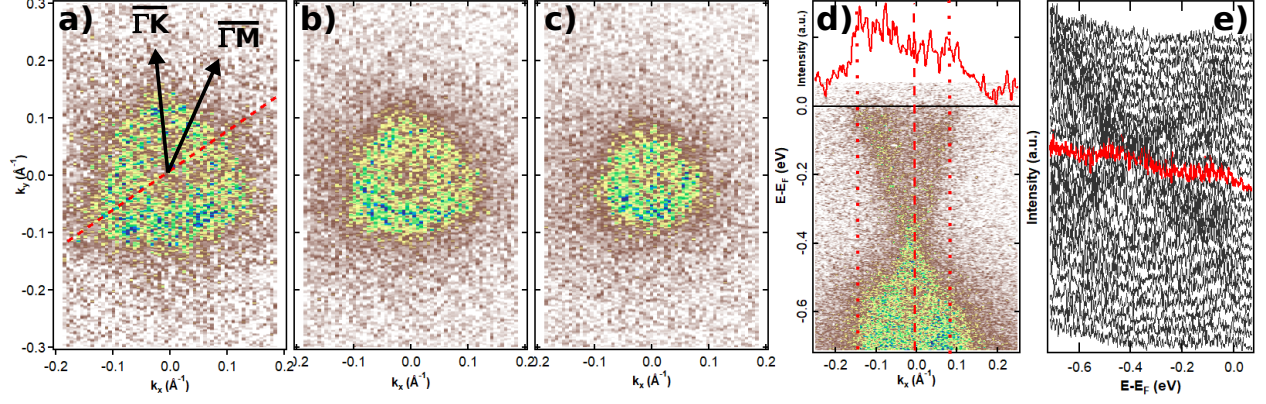 a)
ΓK
ΓM
b)
c)
d)
e)
0.3
0.2
0.1
0.0
-0.1
-0.2
-0.3
ky (Å⁻¹)
-0.2 -0.1 0.0 0.1 0.2
kx (Å⁻¹)
-0.2 -0.1 0.0 0.1 0.2
kx (Å⁻¹)
-0.2 -0.1 0.0 0.1 0.2
kx (Å⁻¹)
Intensity (a.u.)
0.0
-0.2
-0.4
-0.6
E-EF (eV)
-0.2 -0.1 0.0 0.1 0.2
kx (Å⁻¹)
Intensity (a.u.)
-0.6 -0.4 -0.2 0.0
E-EF (eV)